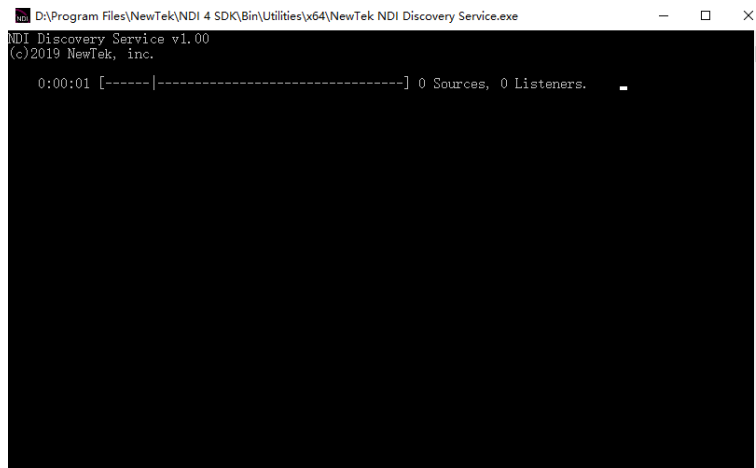 NDI D:\Program Files\NewTek\NDI 4 SDK\Bin\Utilities\x64\NewTek NDI Discovery Service.exe
NDI Discovery Service v1.00
(c)2019 NewTek, inc.
0:00:01 [------|---------------------------------] 0 Sources, 0 Listeners.